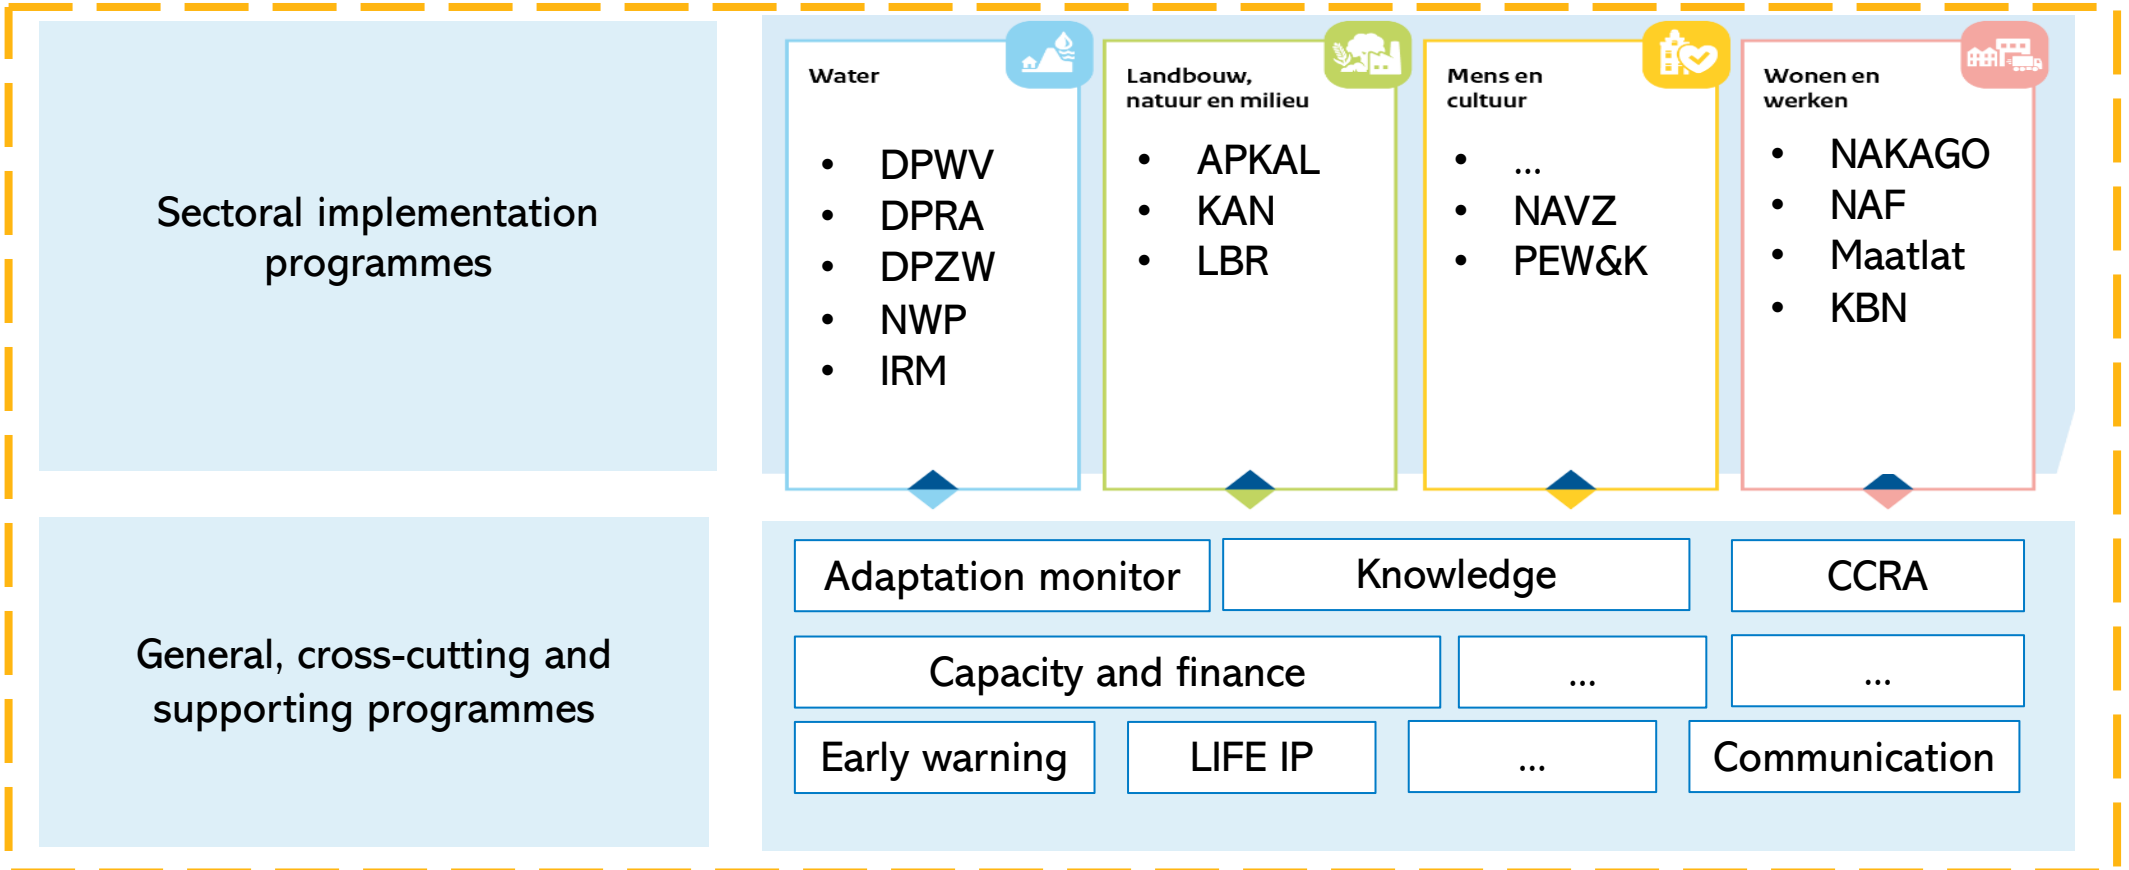 Sectoral implementation
programmes
Water
• DPWV
• DPRA
• DPZW
• NWP
• IRM
Landbouw,
natuur en milieu
• APKAL
• KAN
• LBR
Mens en
cultuur
• ...
• NAVZ
• PEW&K
Wonen en
werken
• NAKAGO
• NAF
• Maatlat
• KBN
General, cross-cutting and
supporting programmes
Adaptation monitor
Knowledge
CCRA
Capacity and finance
...
...
Early warning
LIFE IP
...
Communication